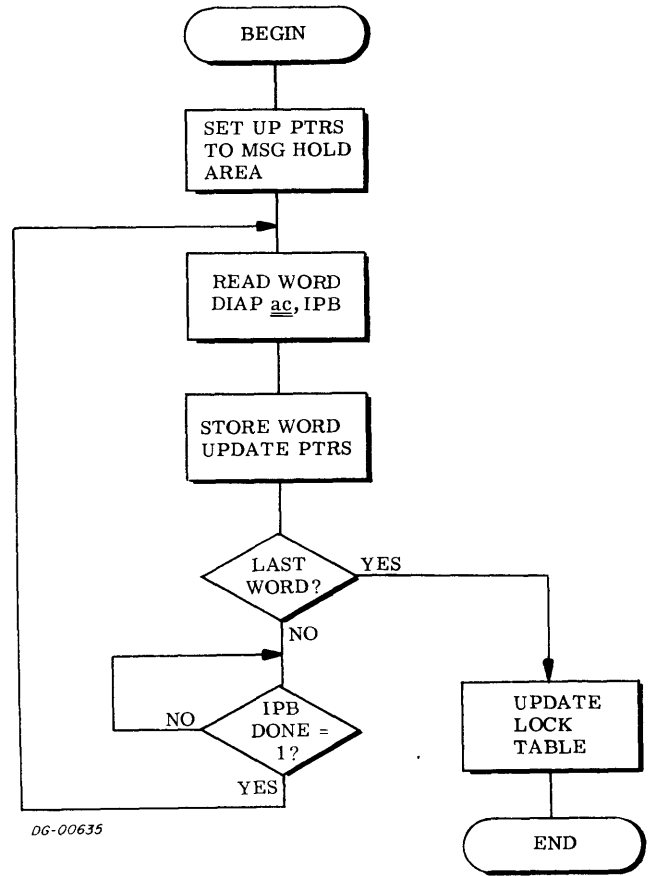 BEGIN
SET UP PTRS
TO MSG HOLD
AREA
READ WORD
DIAP ac, IPB
STORE WORD
UPDATE PTRS
LAST
WORD?
YES
NO
IPB
DONE =
1?
NO
YES
UPDATE
LOCK
TABLE
END
DG-00635